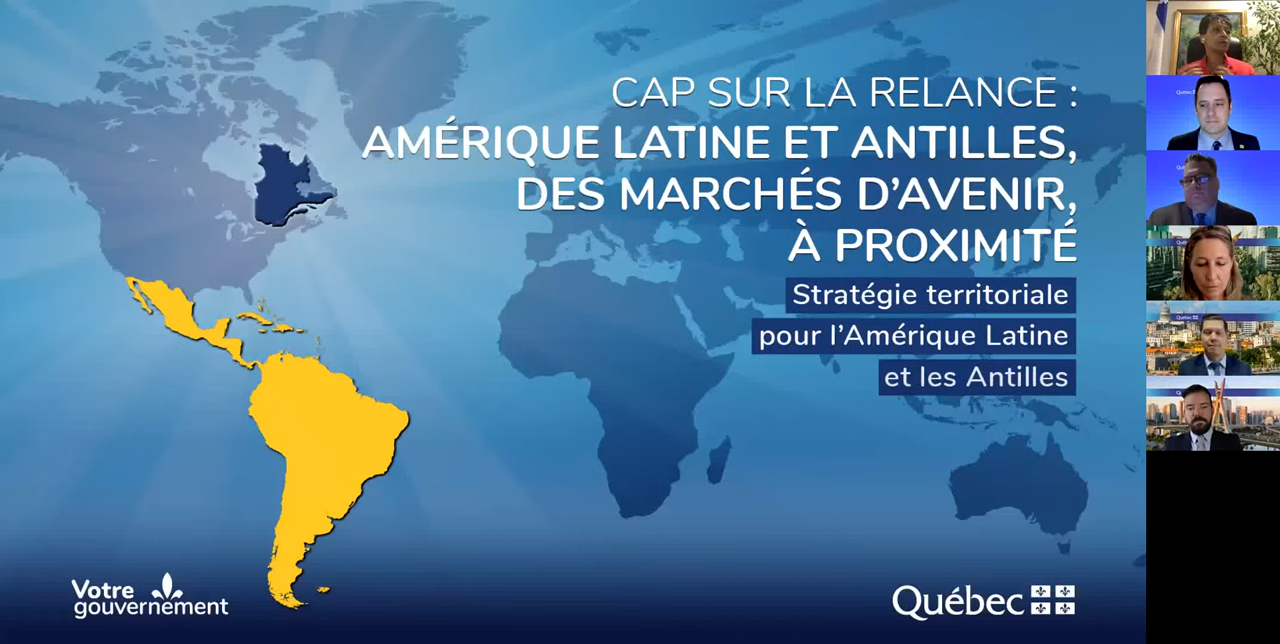 CAP SUR LA RELANCE :
AMÉRIQUE LATINE ET ANTILLES,
DES MARCHÉS D'AVENIR,
À PROXIMITÉ
Stratégie territoriale
pour l'Amérique Latine
et les Antilles
Votre
gouvernement
Québec
Québec